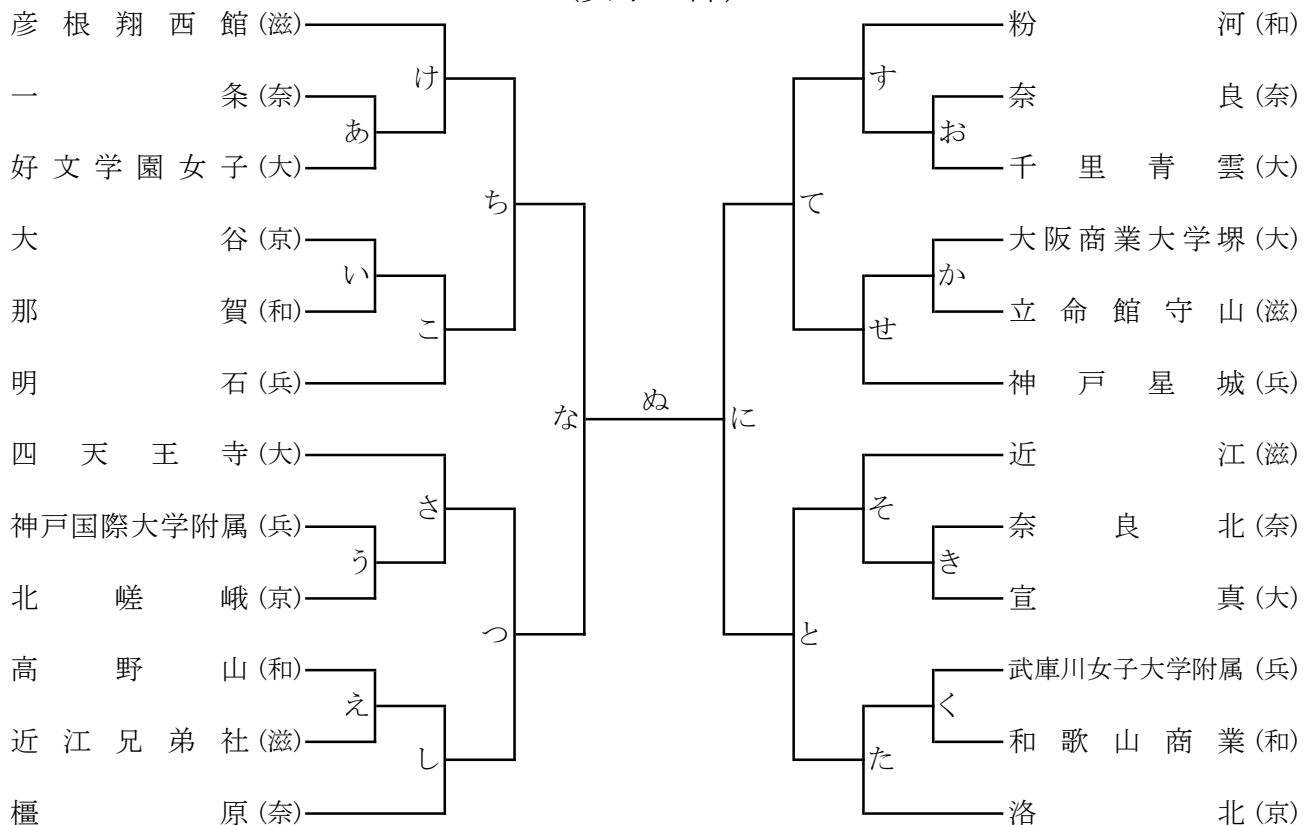 彦根翔西館(滋) 粉河(和)
け す
一条(奈) 奈良(奈)
あ お
好文学園女子(大) 千里青雲(大)
ち て
大谷(京) 大阪商業大学堺(大)
い か
那賀(和) 立命館守山(滋)
こ せ
明石(兵) 神戸星城(兵)
な ぬ に
四天王寺(大) 近江(滋)
さ そ
神戸国際大学附属(兵) 奈良北(奈)
う き
北嵯峨(京) 宣真(大)
つ と
高野山(和) 武庫川女子大学附属(兵)
え く
近江兄弟社(滋) 和歌山商業(和)
し た
橿原(奈) 洛北(京)